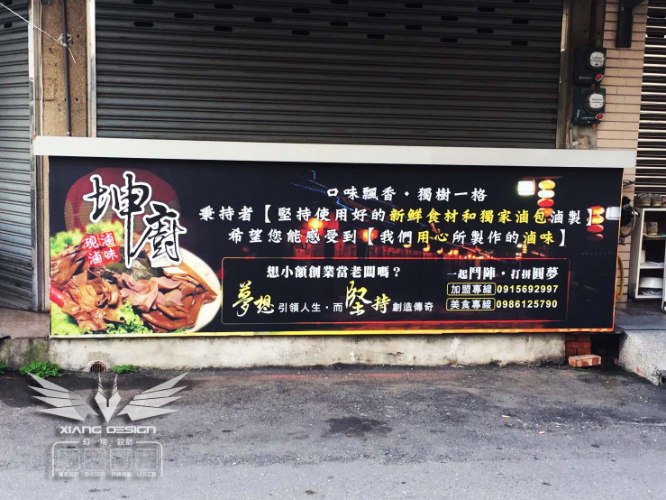 坤廚
現滷
滷味
口味飄香・獨樹一格
秉持者【堅持使用好的新鮮食材和獨家滷包滷製】
希望您能感受到【我們用心所製作的滷味】
想小額創業當老闆嗎？
夢想引領人生，而堅持創造傳奇
一起鬥陣・打拼圓夢
加盟專線 0915692997
美食專線 0986125790
XIANG DESIGN